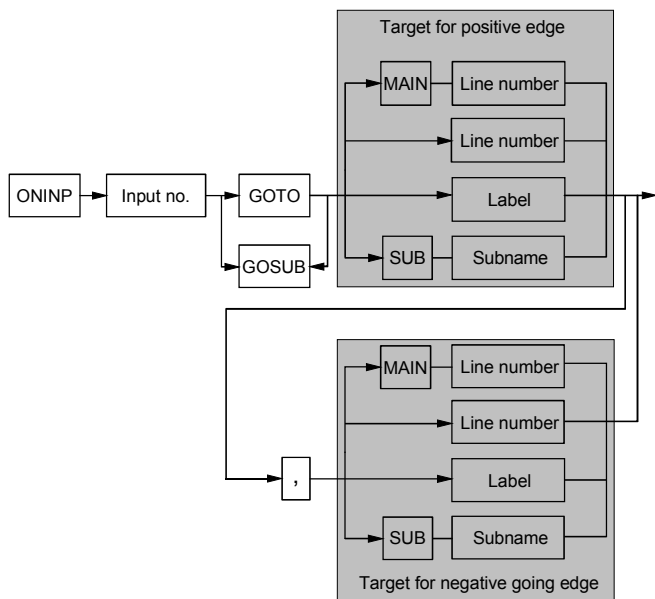 Target for positive edge
MAIN
Line number
Line number
ONINP
Input no.
GOTO
Label
GOSUB
SUB
Subname
MAIN
Line number
Line number
,
Label
SUB
Subname
Target for negative going edge